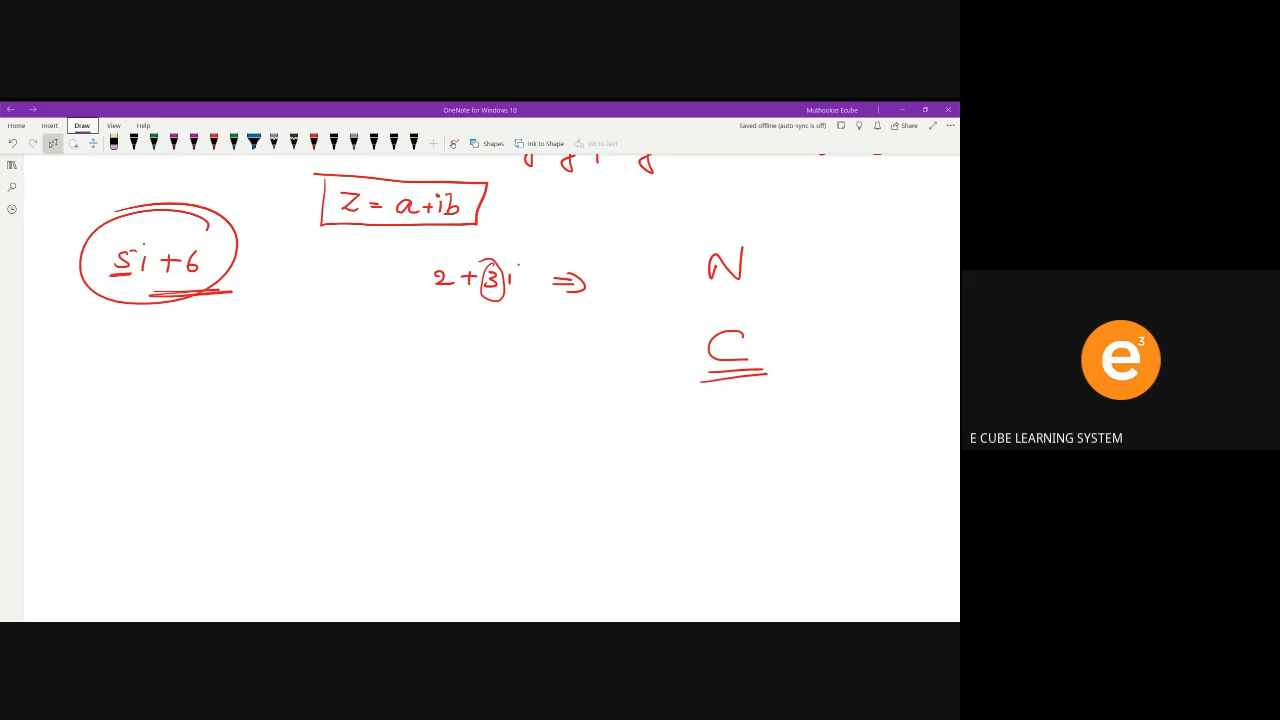 OneNote for Windows 10
Muthookas Ecube
Home Insert Draw View Help
Saved offline (auto-sync is off)
Share
Shapes
Ink to Shape
Ink to Text
Z = a+ib
5i + 6
2 + 3i ⇒
N
C
e³
E CUBE LEARNING SYSTEM